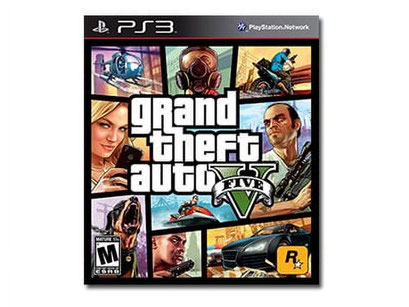 PS3
PlayStation Network
grand
theft
auto
V
FIVE
MATURE 17+
M
ESRB
R